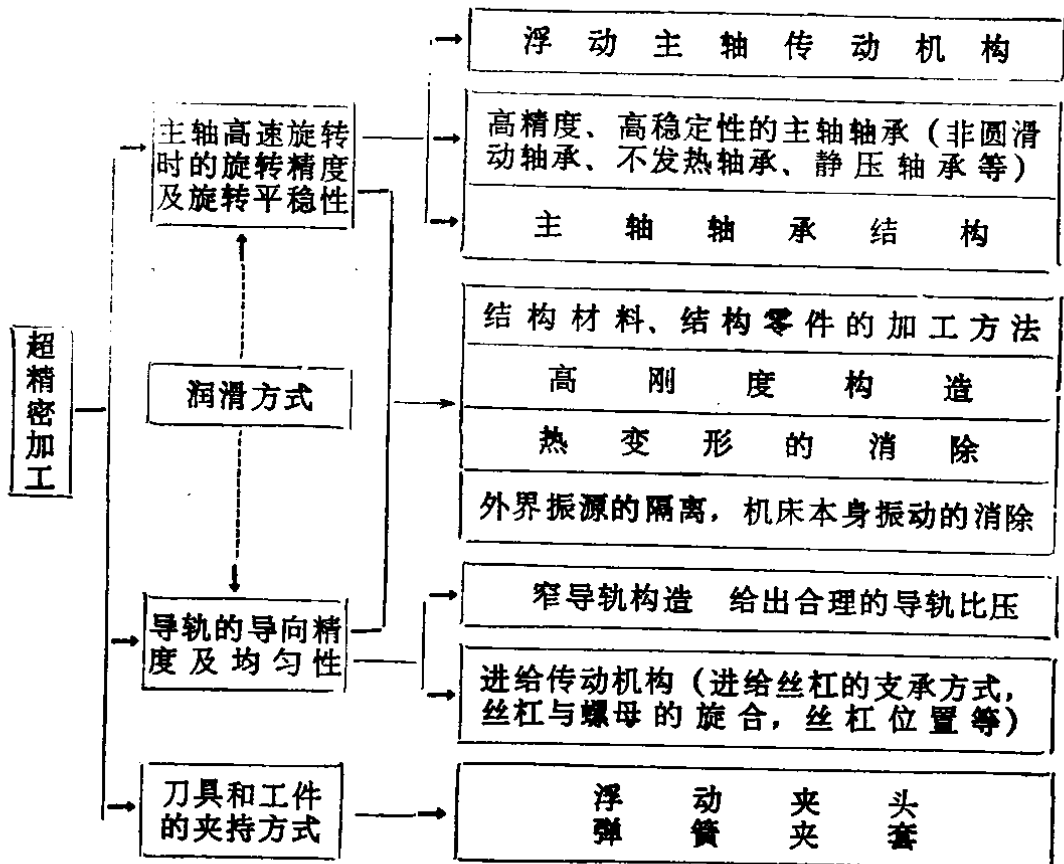 浮动主轴传动机构
主轴高速旋转
时的旋转精度
及旋转平稳性
高精度、高稳定性的主轴轴承（非圆滑
动轴承、不发热轴承、静压轴承等）
主轴轴承结构
超精密加工
润滑方式
结构材料、结构零件的加工方法
高刚度构造
热变形的消除
外界振源的隔离，机床本身振动的消除
导轨的导向精
度及均匀性
窄导轨构造 给出合理的导轨比压
进给传动机构（进给丝杠的支承方式，
丝杠与螺母的旋合，丝杠位置等）
刀具和工件
的夹持方式
浮动夹头
弹簧夹套